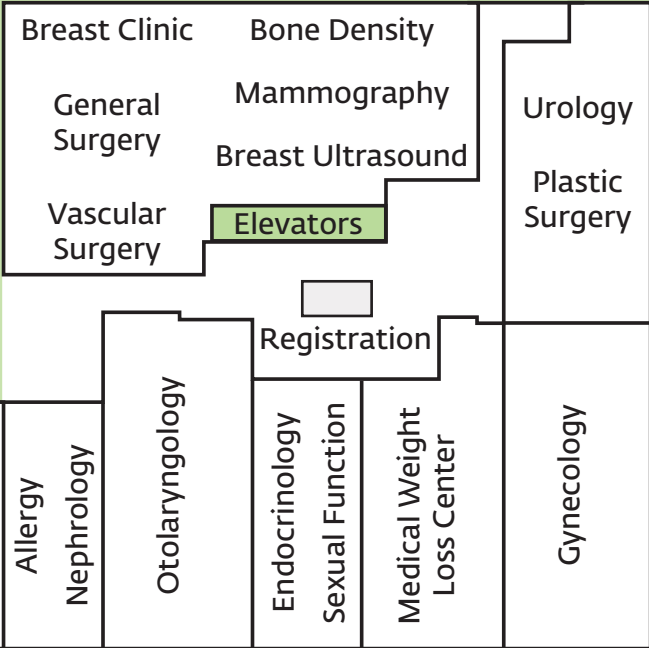 Breast Clinic
Bone Density
General
Surgery
Mammography
Breast Ultrasound
Urology
Plastic
Surgery
Vascular
Surgery
Elevators
Registration
Allergy
Nephrology
Otolaryngology
Endocrinology
Sexual Function
Medical Weight
Loss Center
Gynecology